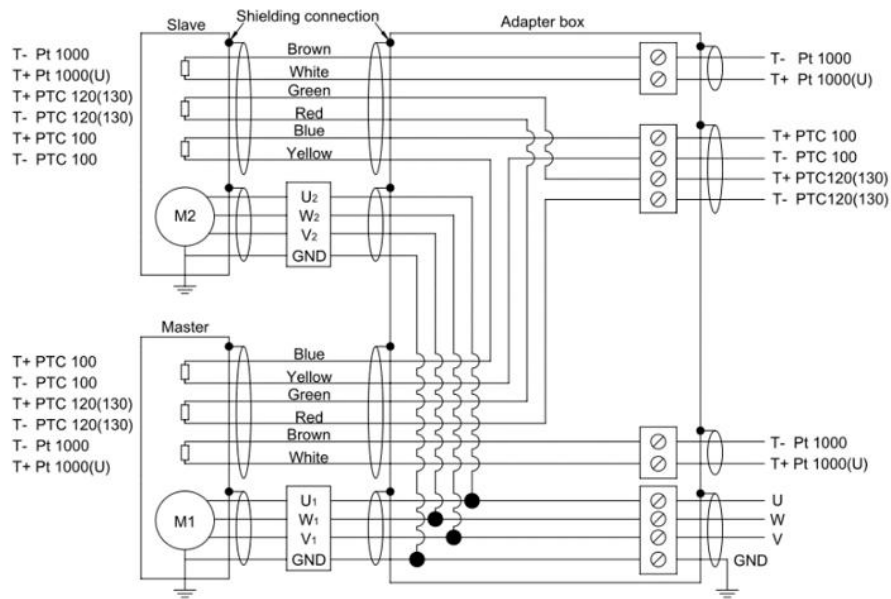 Shielding connection
Slave
Adapter box
T- Pt 1000
T+ Pt 1000(U)
T+ PTC 120(130)
T- PTC 120(130)
T+ PTC 100
T- PTC 100
Brown
White
Green
Red
Blue
Yellow
T- Pt 1000
T+ Pt 1000(U)
T+ PTC 100
T- PTC 100
T+ PTC120(130)
T- PTC120(130)
M2
U2
W2
V2
GND
Master
T+ PTC 100
T- PTC 100
T+ PTC 120(130)
T- PTC 120(130)
T- Pt 1000
T+ Pt 1000(U)
Blue
Yellow
Green
Red
Brown
White
T- Pt 1000
T+ Pt 1000(U)
M1
U1
W1
V1
GND
U
W
V
GND